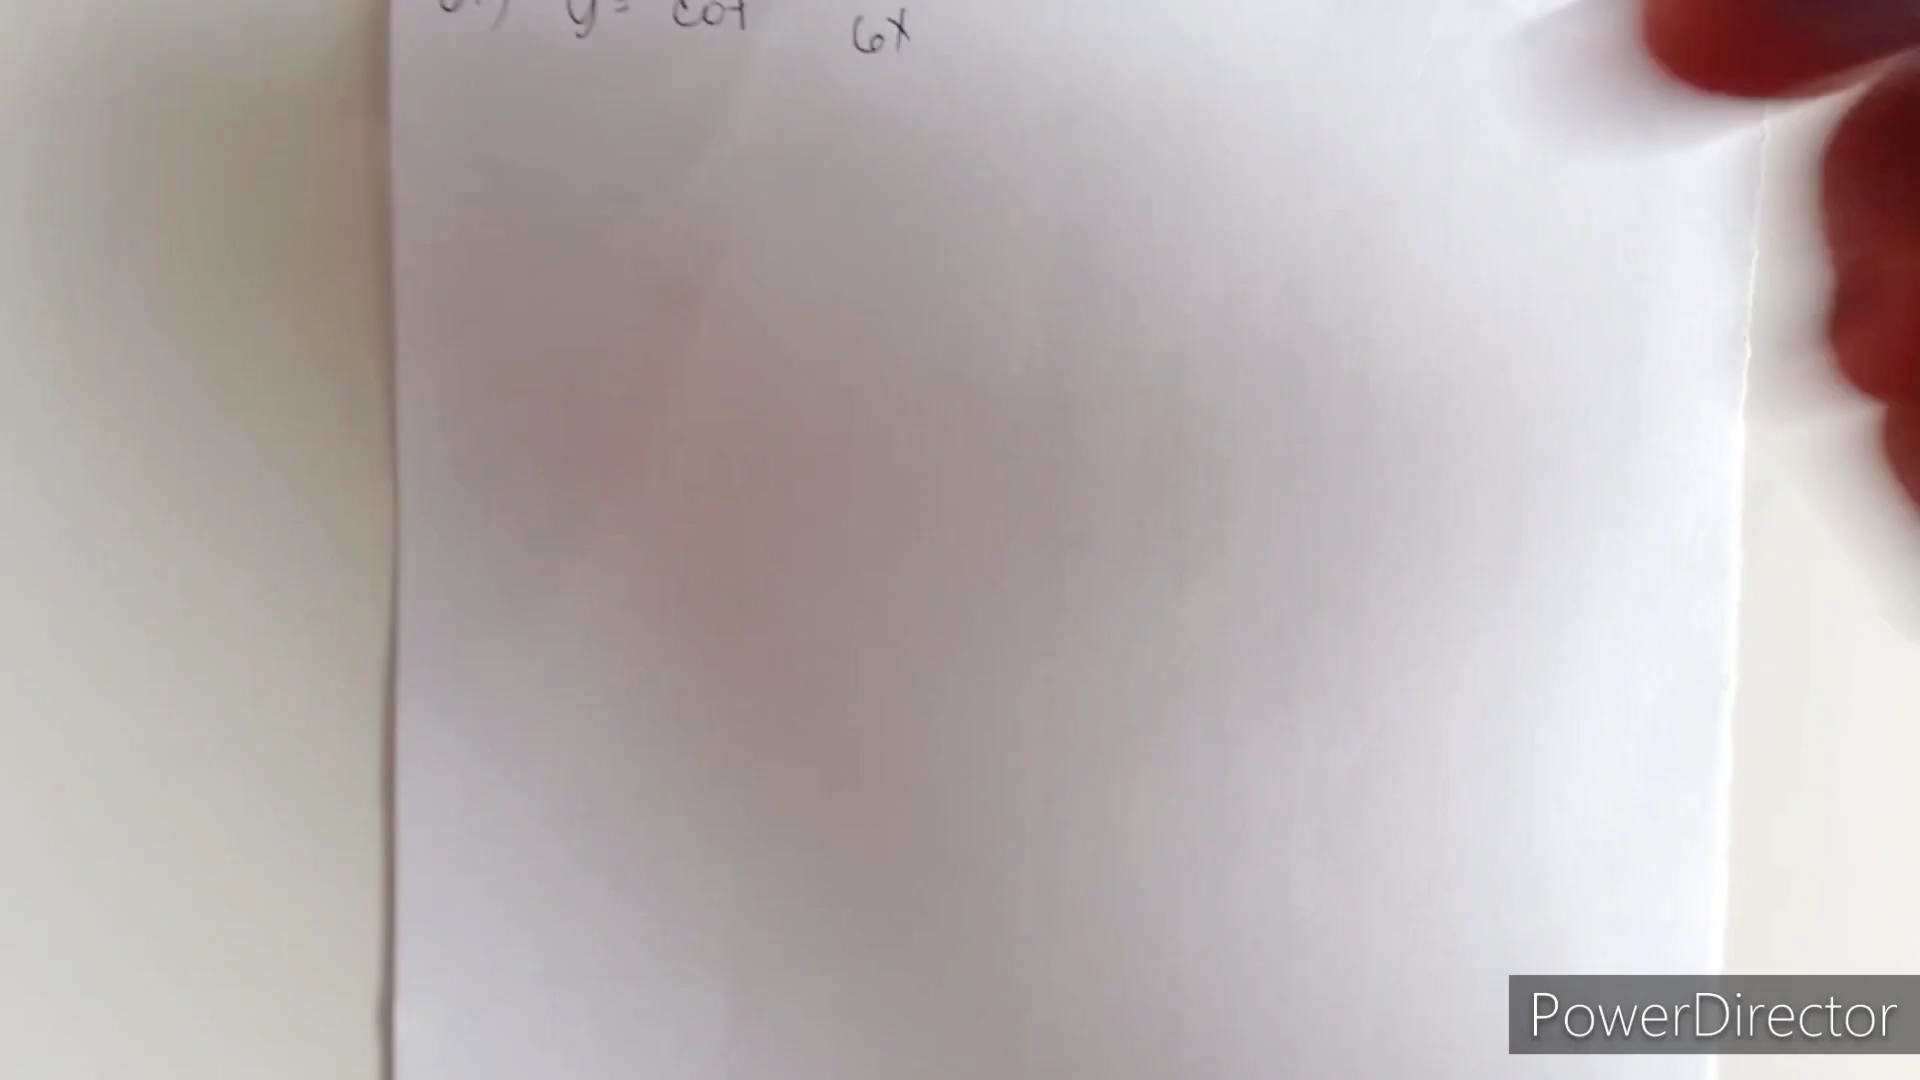 y = cot 6x
PowerDirector